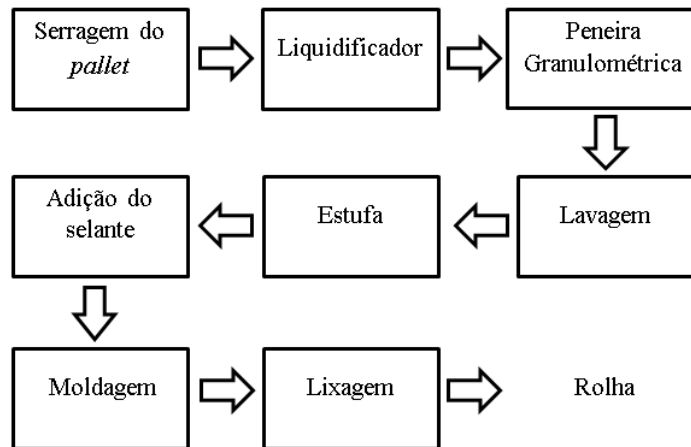 Serragem do
pallet
Liquidificador
Peneira
Granulométrica
Lavagem
Estufa
Adição do
selante
Moldagem
Lixagem
Rolha